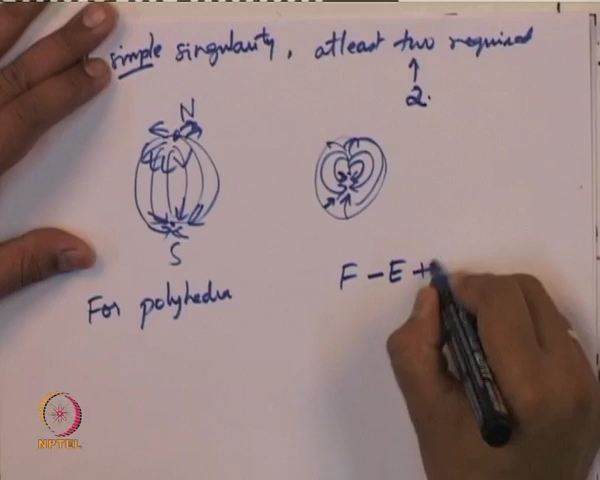 simple singularity, atleast two required
2.
N
S
F - E +
For polyhedra
NPTEL